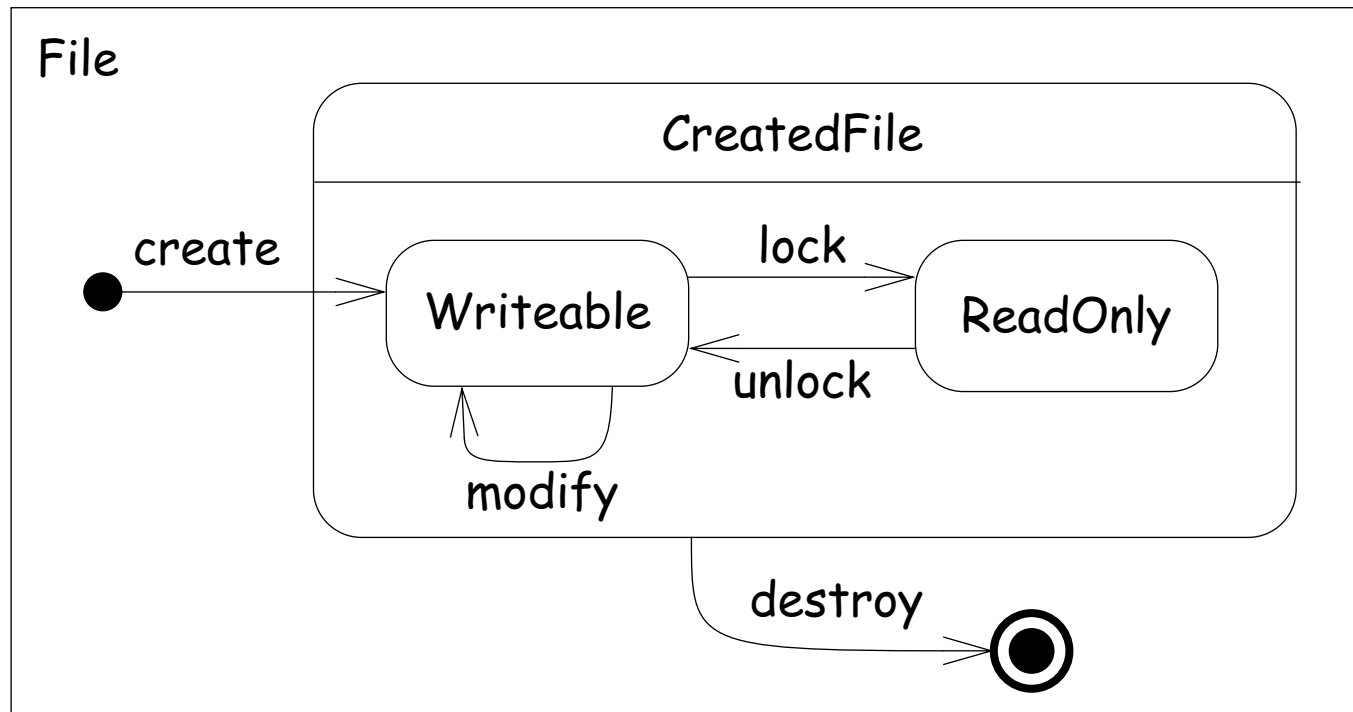 File
CreatedFile
create
lock
Writeable
ReadOnly
unlock
modify
destroy